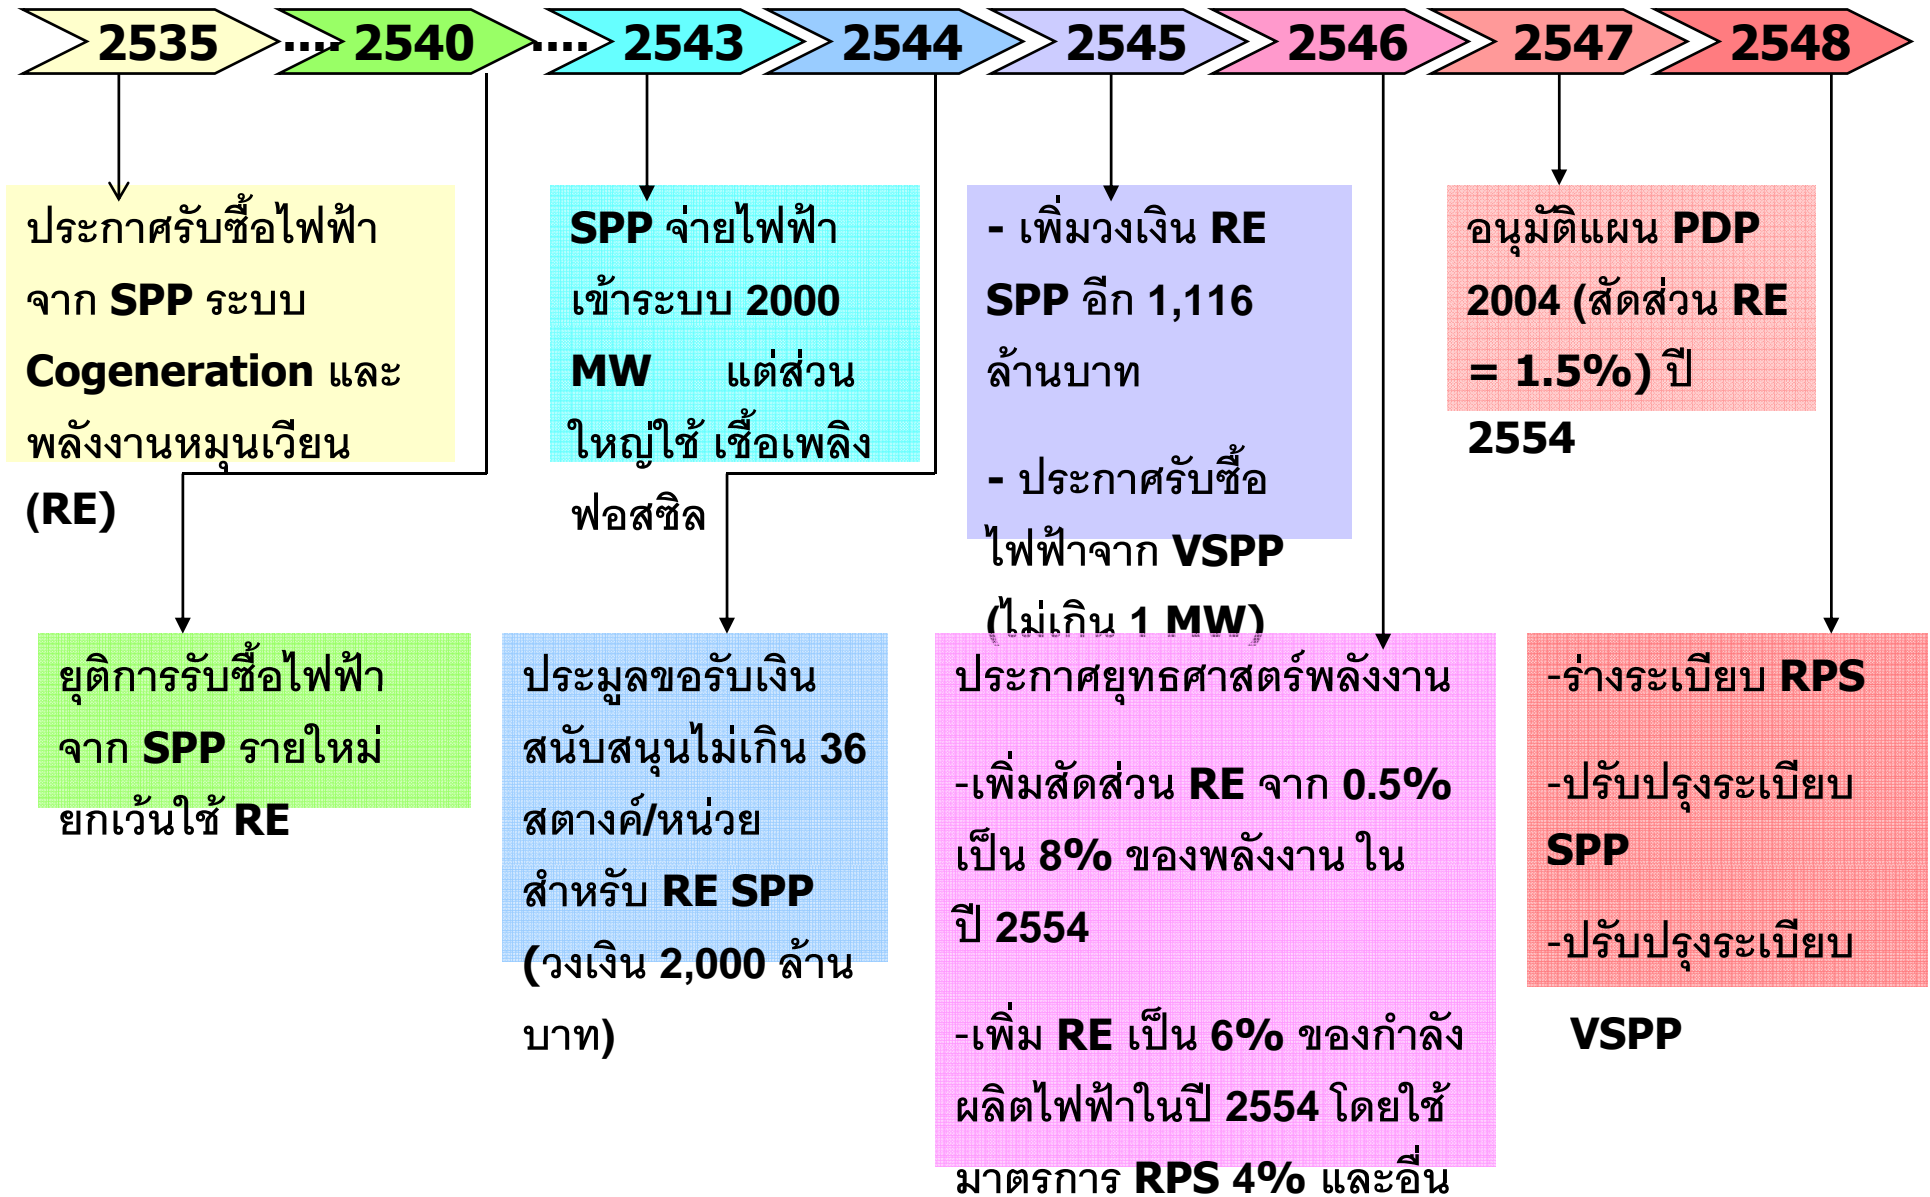 2535 .... 2540 .... 2543 2544 2545 2546 2547 2548
ประกาศรับซื้อไฟฟ้า
จาก SPP ระบบ
Cogeneration และ
พลังงานหมุนเวียน
(RE)
ยุติการรับซื้อไฟฟ้า
จาก SPP รายใหม่
ยกเว้นใช้ RE
SPP จ่ายไฟฟ้า
เข้าระบบ 2000
MW แต่ส่วน
ใหญ่ใช้ เชื้อเพลิง
ฟอสซิล
ประมูลขอรับเงิน
สนับสนุนไม่เกิน 36
สตางค์/หน่วย
สำหรับ RE SPP
(วงเงิน 2,000 ล้าน
บาท)
- เพิ่มวงเงิน RE
SPP อีก 1,116
ล้านบาท
- ประกาศรับซื้อ
ไฟฟ้าจาก VSPP
(ไม่เกิน 1 MW)
ประกาศยุทธศาสตร์พลังงาน
-เพิ่มสัดส่วน RE จาก 0.5%
เป็น 8% ของพลังงาน ใน
ปี 2554
-เพิ่ม RE เป็น 6% ของกำลัง
ผลิตไฟฟ้าในปี 2554 โดยใช้
มาตรการ RPS 4% และอื่น
อนุมัติแผน PDP
2004 (สัดส่วน RE
= 1.5%) ปี
2554
-ร่างระเบียบ RPS
-ปรับปรุงระเบียบ
SPP
-ปรับปรุงระเบียบ
VSPP